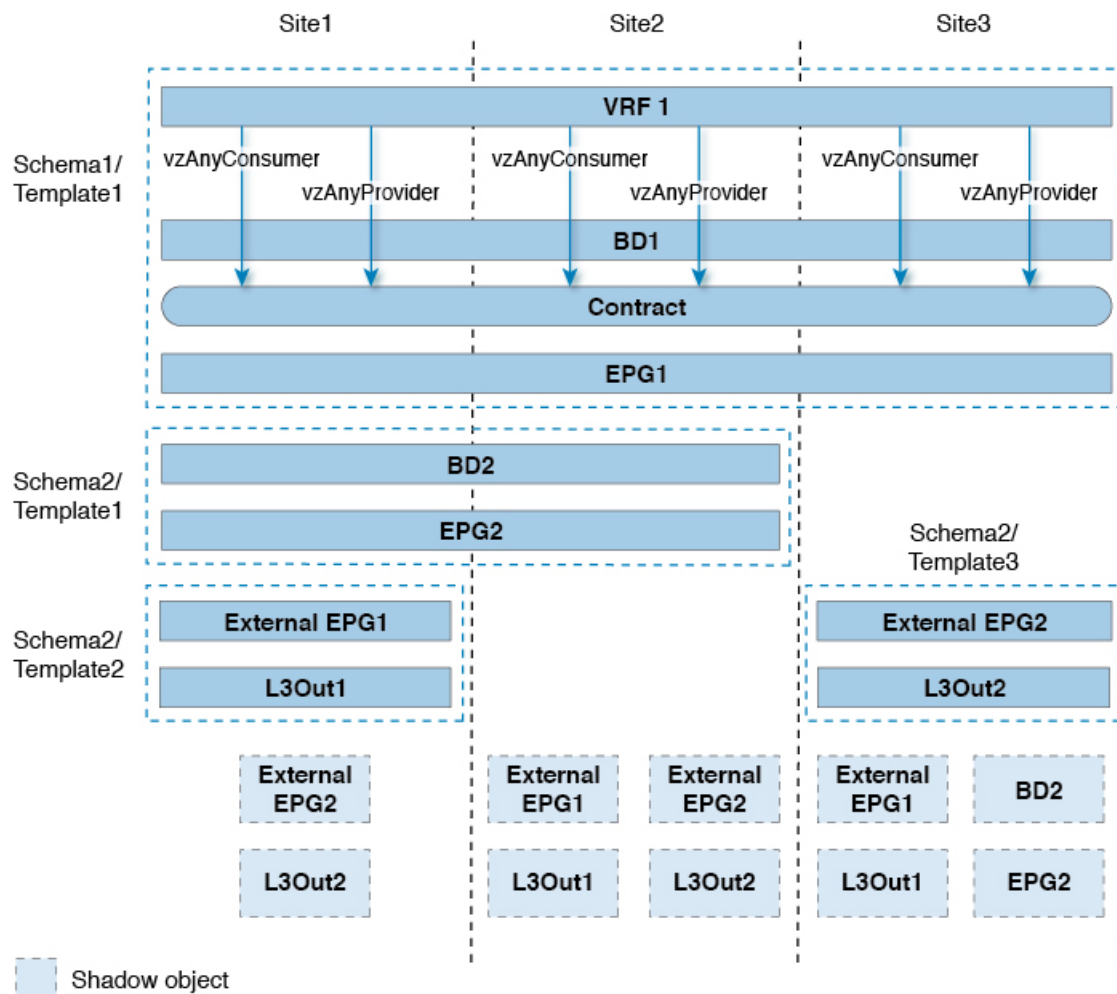 Site1
Site2
Site3
VRF 1
Schema1/
Template1
vzAnyConsumer
vzAnyConsumer
vzAnyConsumer
vzAnyProvider
vzAnyProvider
vzAnyProvider
BD1
Contract
EPG1
Schema2/
Template1
BD2
EPG2
Schema2/
Template3
Schema2/
Template2
External EPG1
External EPG2
L3Out1
L3Out2
External
EPG2
External
EPG1
External
EPG2
External
EPG1
BD2
L3Out2
L3Out1
L3Out2
L3Out1
EPG2
Shadow object